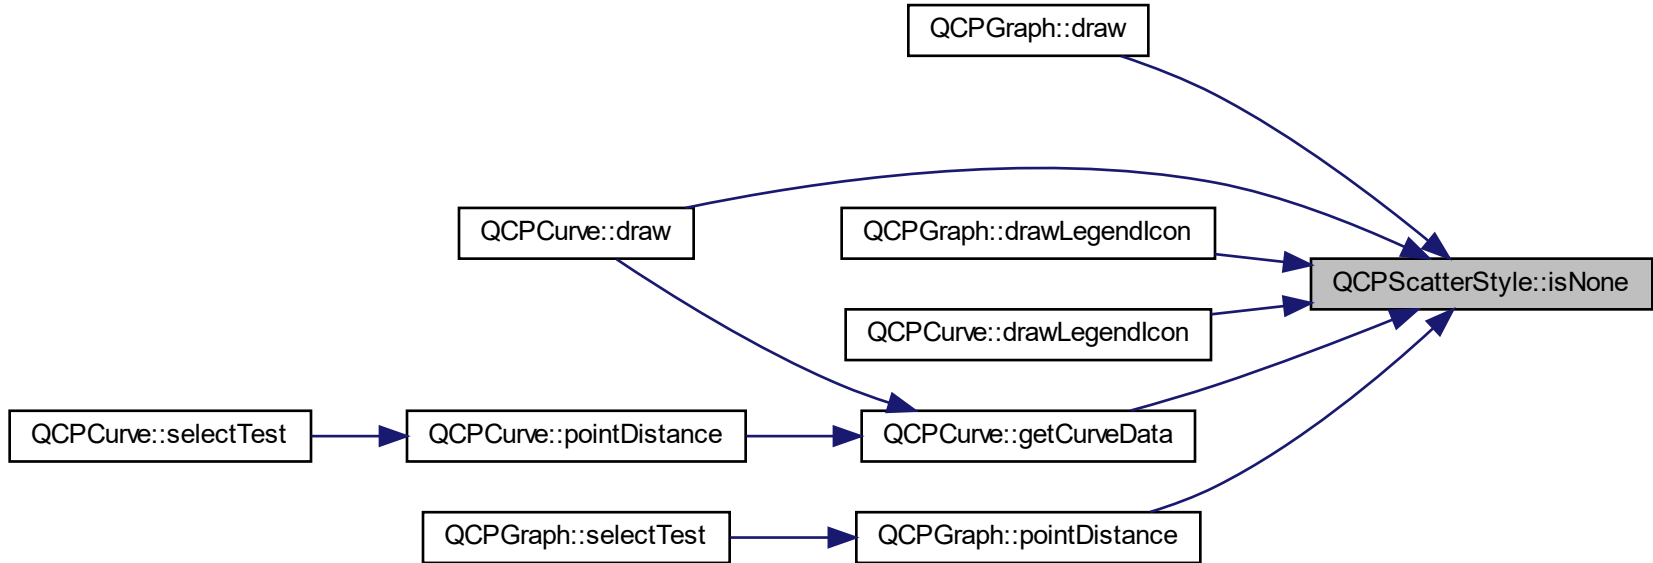 QCPGraph::draw
QCPCurve::draw
QCPGraph::drawLegendIcon
QCPScatterStyle::isNone
QCPCurve::drawLegendIcon
QCPCurve::selectTest
QCPCurve::pointDistance
QCPCurve::getCurveData
QCPGraph::selectTest
QCPGraph::pointDistance